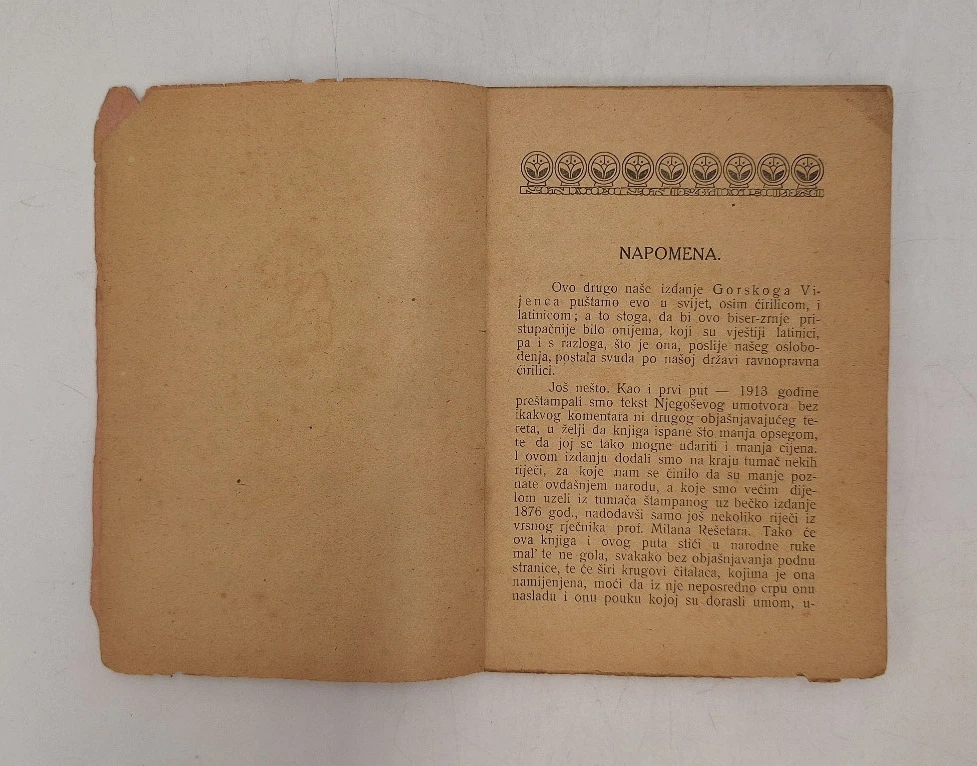 NAPOMENA.
Ovo drugo naše izdanje Gorskoga Vi-
jenca puštamo evo u svijet, osim ćirilicom, i
latinicom; a to stoga, da bi ovo biser-zrnje pri-
stupačnije bilo onijema, koji su vještiji latinici,
pa i s razloga, što je ona, poslije našeg oslobo-
đenja, postala svuda po našoj državi ravnopravna
ćirilici.
Još nešto. Kao i prvi put — 1913 godine
preštampali smo tekst Njegoševog umotvora bez
ikakvog komentara ni drugog objašnjavajućeg te-
reta, u želji da knjiga ispane što manja opsegom,
te da joj se tako mogne udariti i manja cijena.
I ovom izdanju dodali smo na kraju tumač nekih
riječi, za koje nam se činilo da su manje poz-
nate ovdašnjem narodu, a koje smo većim dije-
lom uzeli iz tumača štampanog uz bečko izdanje
1876 god., nadodavši samo još nekoliko riječi iz
vrsnog rječnika prof. Milana Rešetara. Tako će
ova knjiga i ovog puta stići u narodne ruke
mal' te ne gola, svakako bez objašnjavanja podnu
stranice, te će širi krugovi čitalaca, kojima je ona
namijenjena, moći da iz nje neposredno crpu onu
nasladu i onu pouku kojoj su dorasli umom, u-